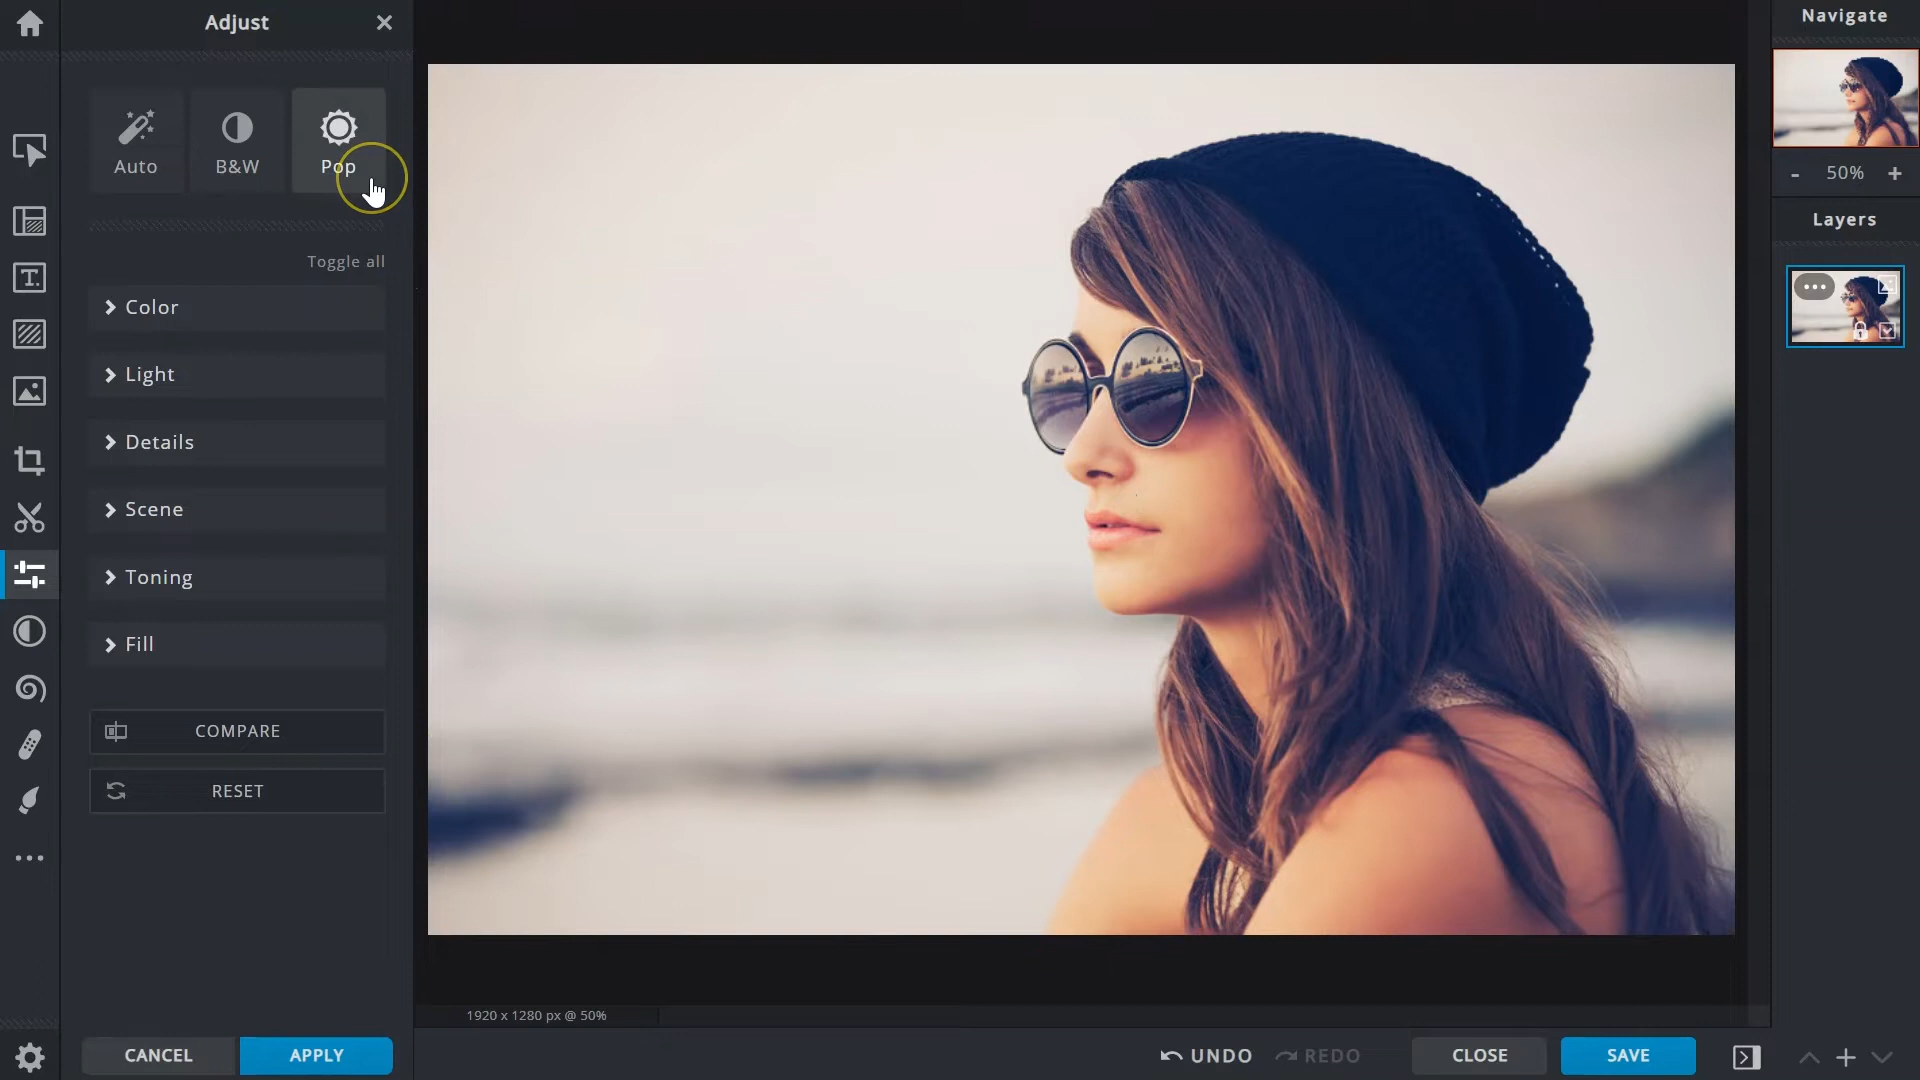 Adjust
Auto
B&W
Pop
Toggle all
Color
Light
Details
Scene
Toning
Fill
COMPARE
RESET
CANCEL
APPLY
1920 x 1280 px @ 50%
UNDO
REDO
CLOSE
SAVE
Navigate
- 50% +
Layers